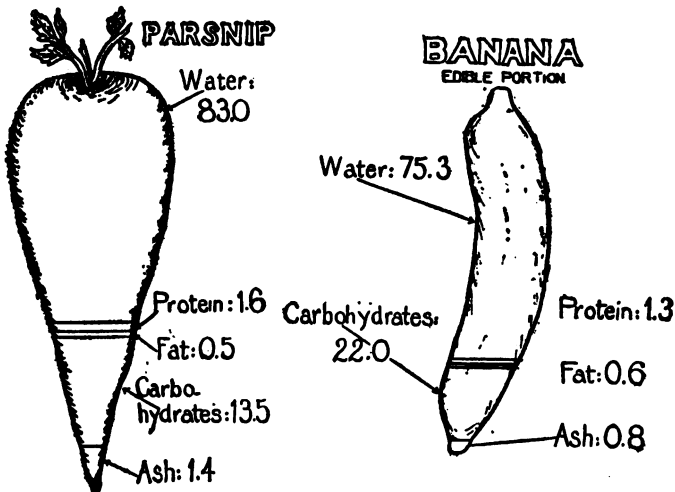 PARSNIP
Water:
83.0
Protein: 1.6
Fat: 0.5
Carbo-
hydrates: 13.5
Ash: 1.4
BANANA
EDIBLE PORTION
Water: 75.3
Carbohydrates:
22.0
Protein: 1.3
Fat: 0.6
Ash: 0.8